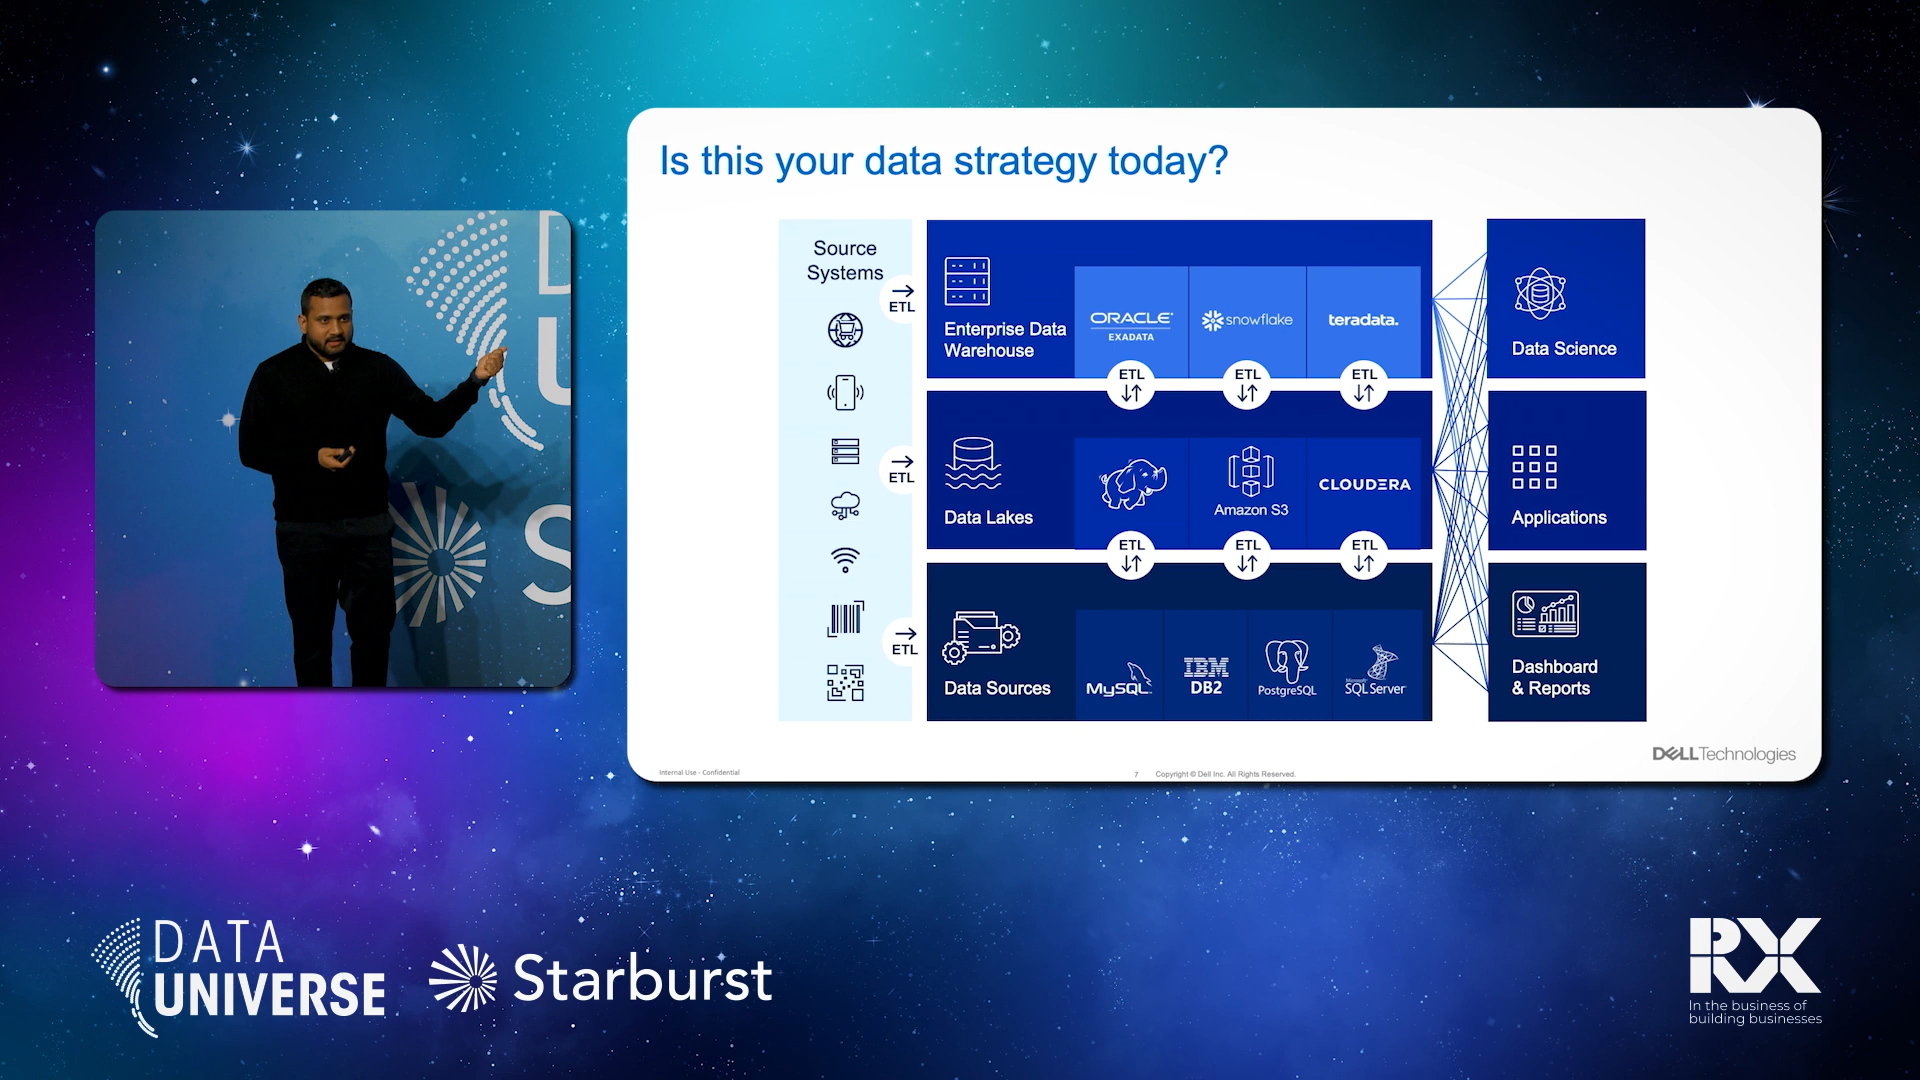 Is this your data strategy today?
Source
Systems
→
ETL
→
ETL
→
ETL
Enterprise Data
Warehouse
ORACLE
EXADATA
snowflake
teradata.
ETL
ETL
ETL
Data Lakes
Amazon S3
CLOUDERA
ETL
ETL
ETL
Data Sources
MySQL
IBM
DB2
PostgreSQL
Microsoft
SQL Server
Data Science
Applications
Dashboard
& Reports
Internal Use - Confidential
7 Copyright © Dell Inc. All Rights Reserved.
DELL Technologies
D
U
S
DATA
UNIVERSE
Starburst
RX
In the business of
building businesses